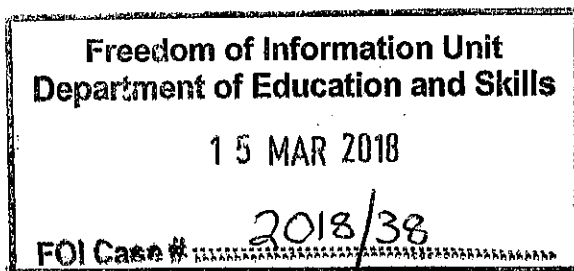 Freedom of Information Unit
Department of Education and Skills
15 MAR 2018
FOI Case # 2018/38